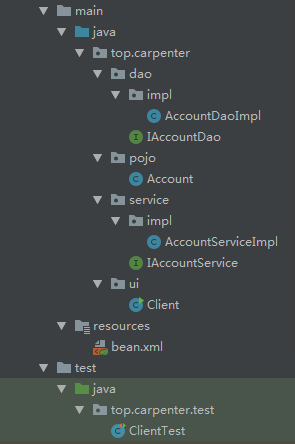 main
java
top.carpenter
dao
impl
AccountDaoImpl
IAccountDao
pojo
Account
service
impl
AccountServiceImpl
IAccountService
ui
Client
resources
bean.xml
test
java
top.carpenter.test
ClientTest